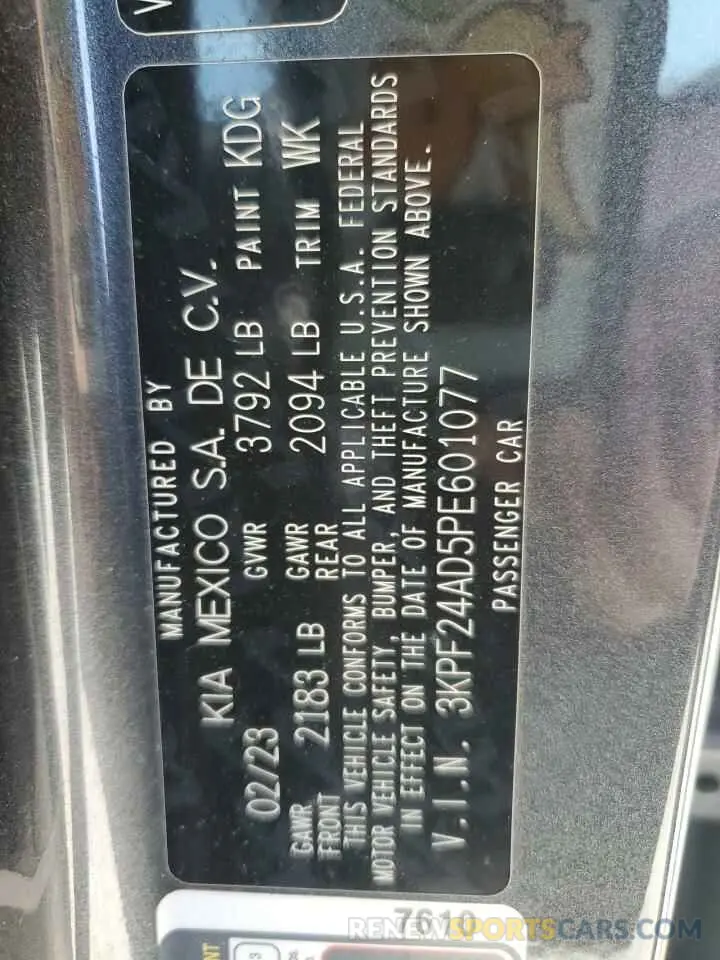 MANUFACTURED BY
KIA MEXICO S.A. DE C.V.
02/23 GVWR 3792 LB PAINT KDG
GAWR FRONT 2183 LB GAWR REAR 2094 LB TRIM WK
THIS VEHICLE CONFORMS TO ALL APPLICABLE U.S.A. FEDERAL
MOTOR VEHICLE SAFETY, BUMPER, AND THEFT PREVENTION STANDARDS
IN EFFECT ON THE DATE OF MANUFACTURE SHOWN ABOVE.
V.I.N. 3KPF24AD5PE601077
PASSENGER CAR
7610
RENEWSPORTSCARS.COM